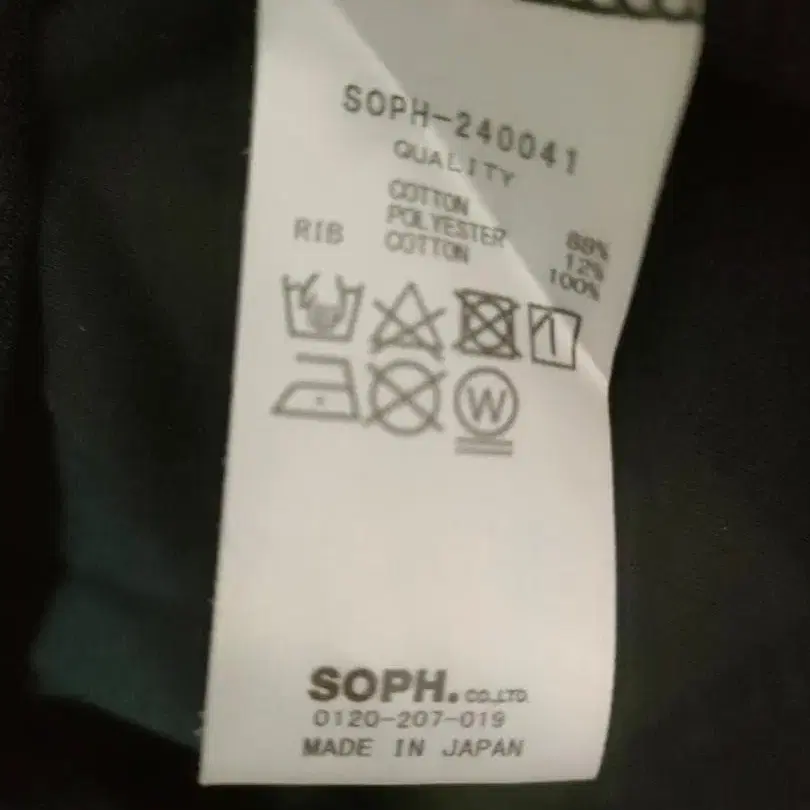 SOPH-240041
QUALITY
COTTON 88%
POLYESTER 12%
RIB COTTON 100%
W
SOPH. CO.,LTD.
0120-207-019
MADE IN JAPAN